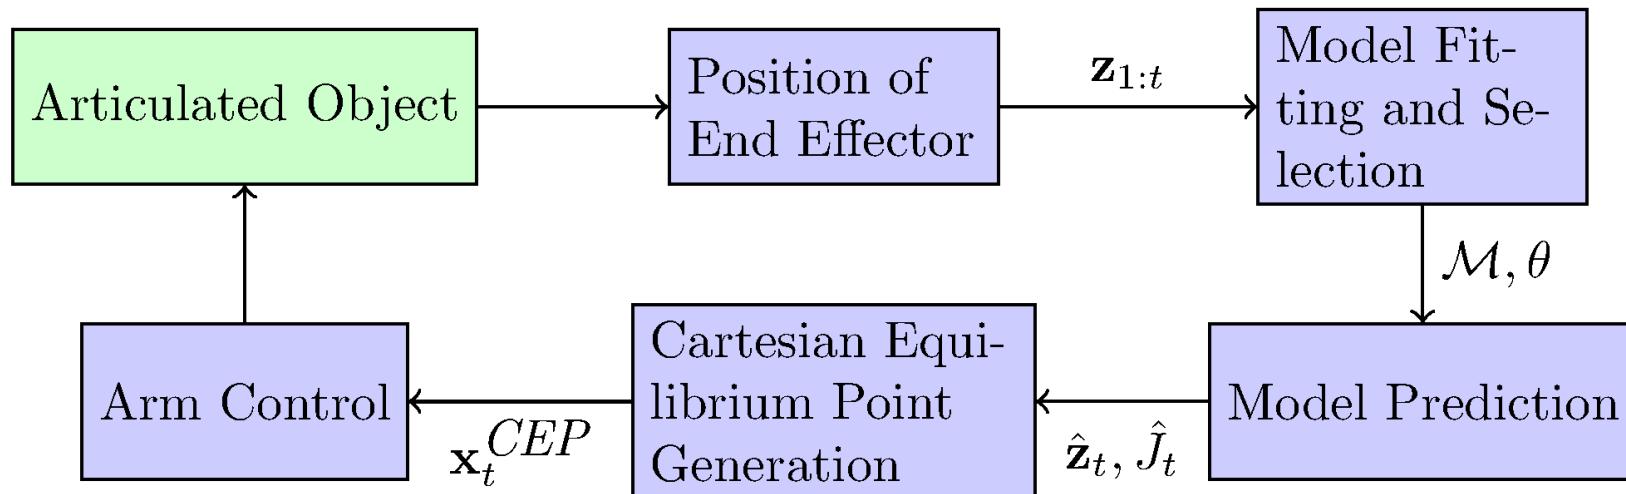 Articulated Object
Position of
End Effector
z₁:ₜ
Model Fit-
ting and Se-
lection
ℳ, θ
Model Prediction
ẑₜ, Ĵₜ
Cartesian Equi-
librium Point
Generation
xₜᶜᴱᴾ
Arm Control